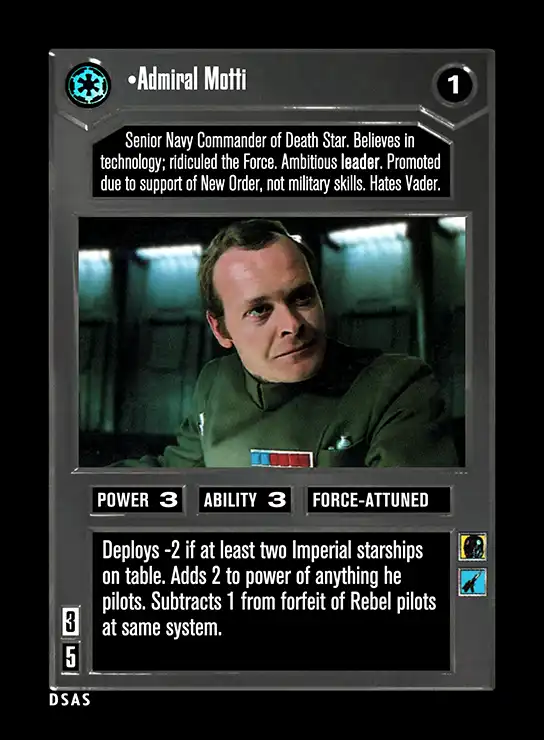 •Admiral Motti
1
Senior Navy Commander of Death Star. Believes in
technology; ridiculed the Force. Ambitious leader. Promoted
due to support of New Order, not military skills. Hates Vader.
POWER 3
ABILITY 3
FORCE-ATTUNED
Deploys -2 if at least two Imperial starships
on table. Adds 2 to power of anything he
pilots. Subtracts 1 from forfeit of Rebel pilots
at same system.
3
5
DSAS